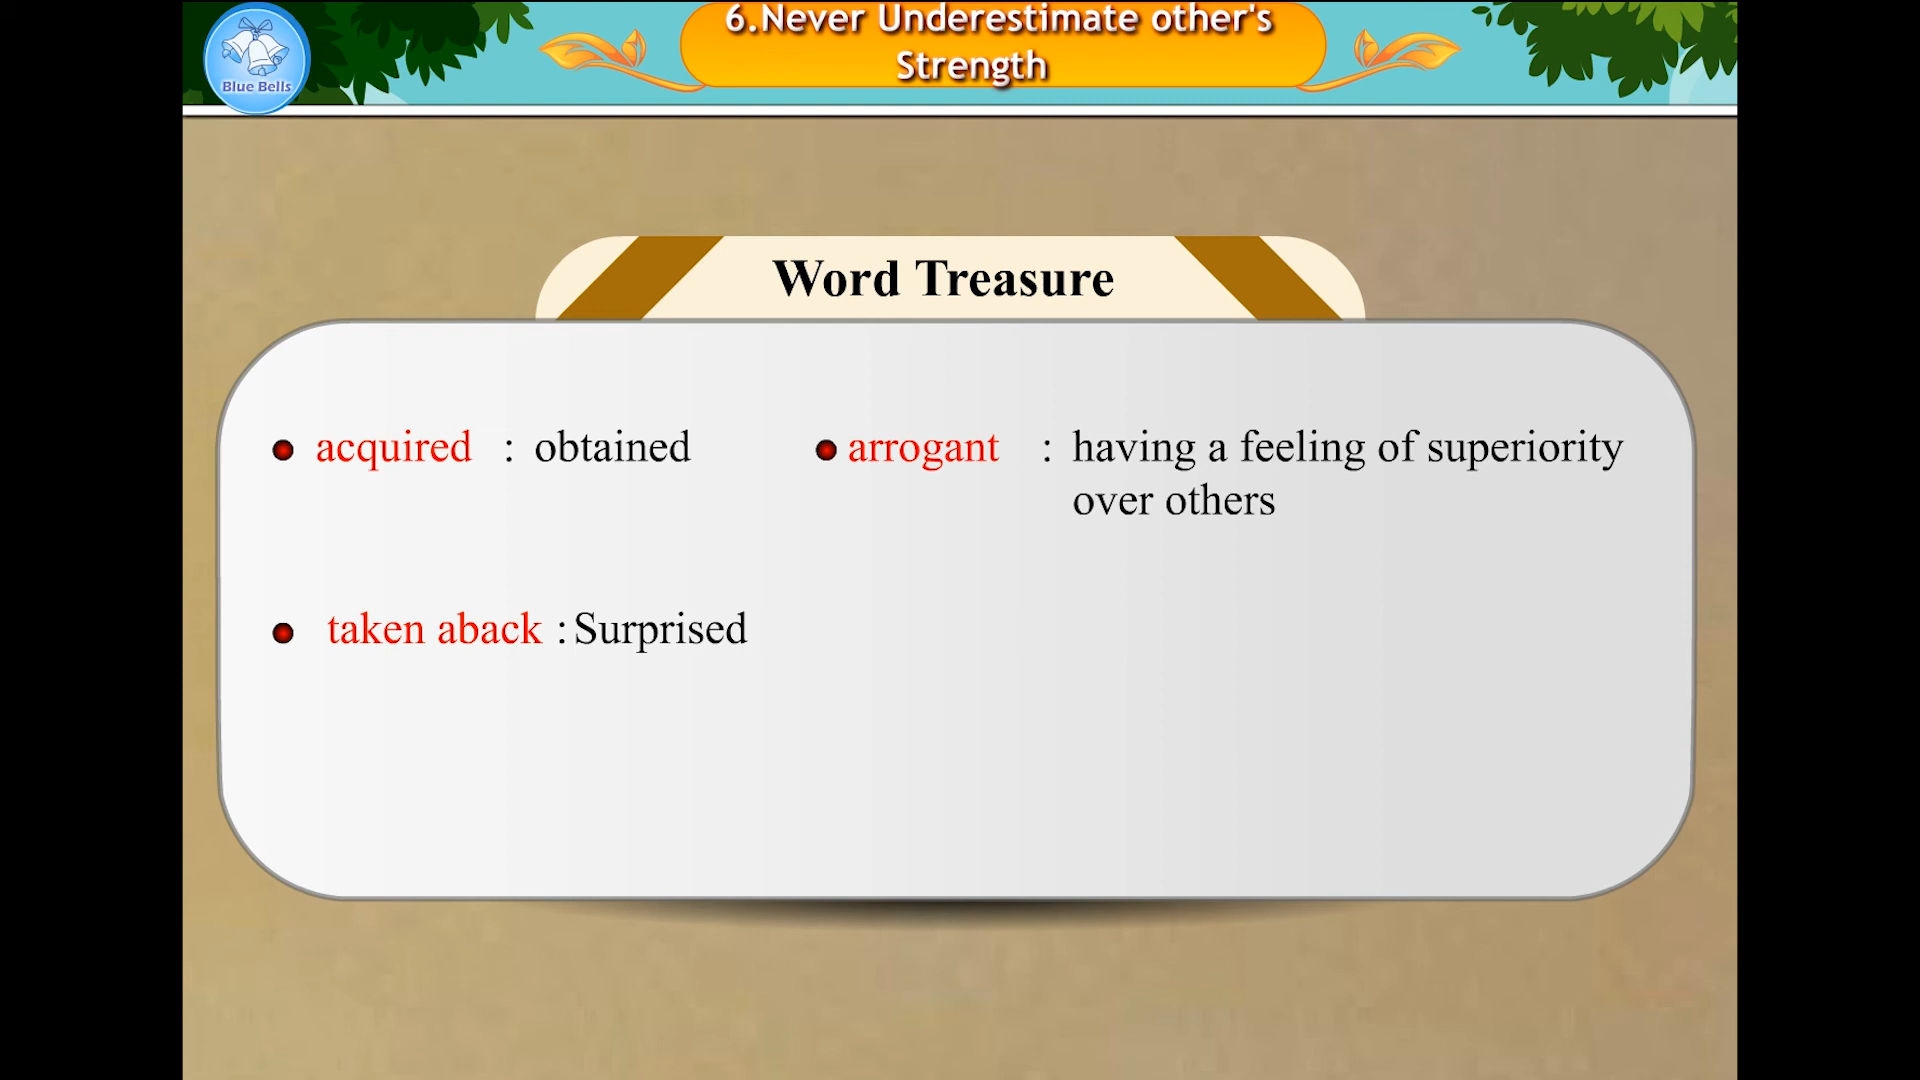 6.Never Underestimate other's
Strength
Blue Bells
Word Treasure
acquired : obtained
arrogant : having a feeling of superiority
over others
taken aback : Surprised